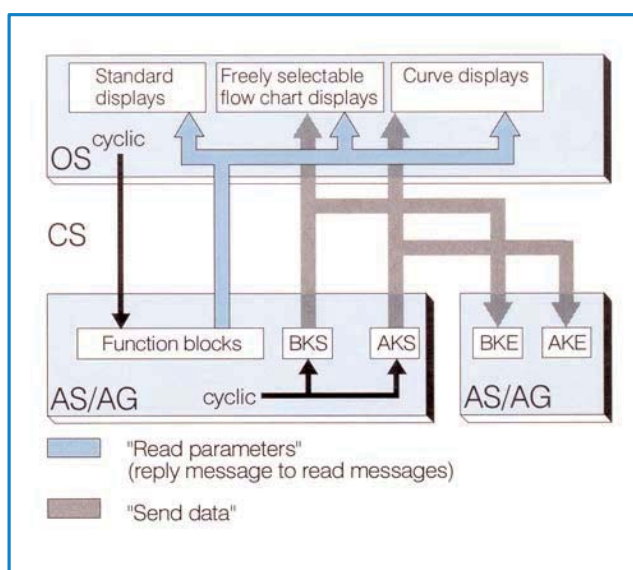 Standard
displays
Freely selectable
flow chart displays
Curve displays
cyclic
OS
CS
Function blocks
BKS
AKS
BKE
AKE
cyclic
AS/AG
AS/AG
"Read parameters"
(reply message to read messages)
"Send data"